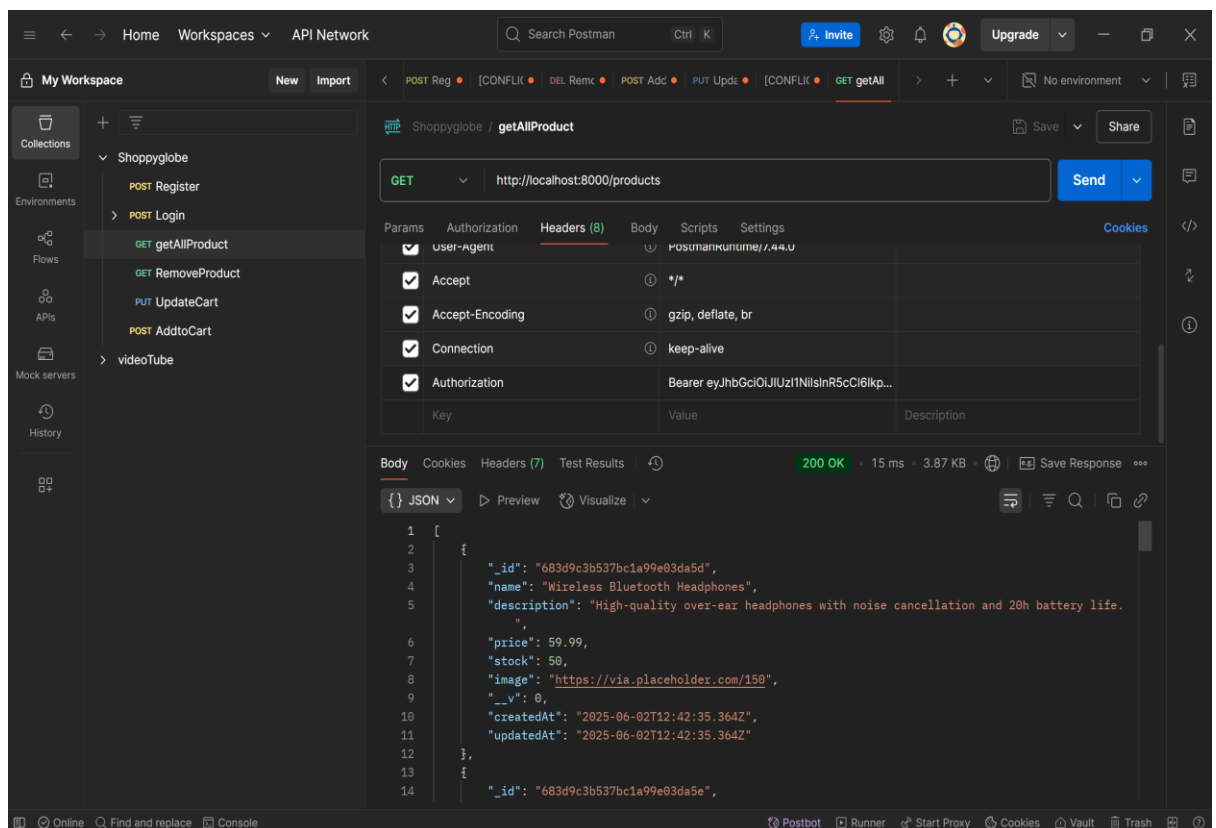 Home Workspaces API Network Search Postman Ctrl K Invite Upgrade
My Workspace New Import POST Reg [CONFLIC DEL Remc POST Add PUT Upda [CONFLIC GET getAll No environment
Collections
Environments
Flows
APIs
Mock servers
History
Shoppyglobe
POST Register
POST Login
GET getAllProduct
GET RemoveProduct
PUT UpdateCart
POST AddtoCart
videoTube
HTTP Shoppyglobe / getAllProduct Save Share
GET http://localhost:8000/products Send
Params Authorization Headers (8) Body Scripts Settings Cookies
User-Agent PostmanRuntime/7.44.0
Accept */*
Accept-Encoding gzip, deflate, br
Connection keep-alive
Authorization Bearer eyJhbGciOiJIUzI1NiIsInR5cCI6Ikp...
Key Value Description
Body Cookies Headers (7) Test Results 200 OK 15 ms 3.87 KB Save Response
{} JSON Preview Visualize
1 [
2 {
3 "_id": "683d9c3b537bc1a99e03da5d",
4 "name": "Wireless Bluetooth Headphones",
5 "description": "High-quality over-ear headphones with noise cancellation and 20h battery life.
",
6 "price": 59.99,
7 "stock": 50,
8 "image": "https://via.placeholder.com/150",
9 "__v": 0,
10 "createdAt": "2025-06-02T12:42:35.364Z",
11 "updatedAt": "2025-06-02T12:42:35.364Z"
12 },
13 {
14 "_id": "683d9c3b537bc1a99e03da5e",
Online Find and replace Console Postbot Runner Start Proxy Cookies Vault Trash